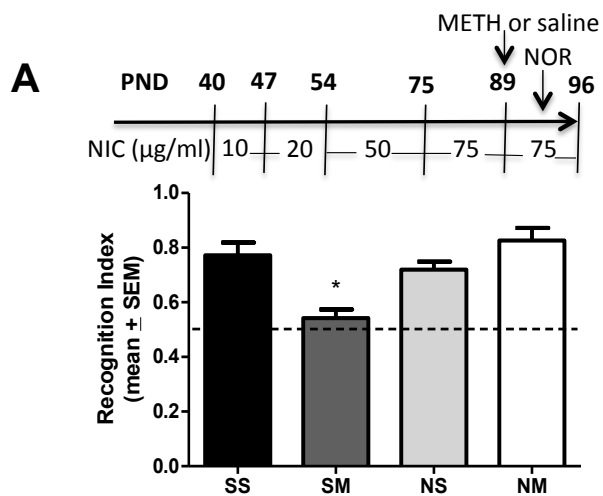 METH or saline
NOR
A
PND 40 47 54 75 89 96
NIC (µg/ml) 10 20 50 75 75
1.0
0.8
0.6
0.4
0.2
0.0
Recognition Index
(mean ± SEM)
*
SS SM NS NM